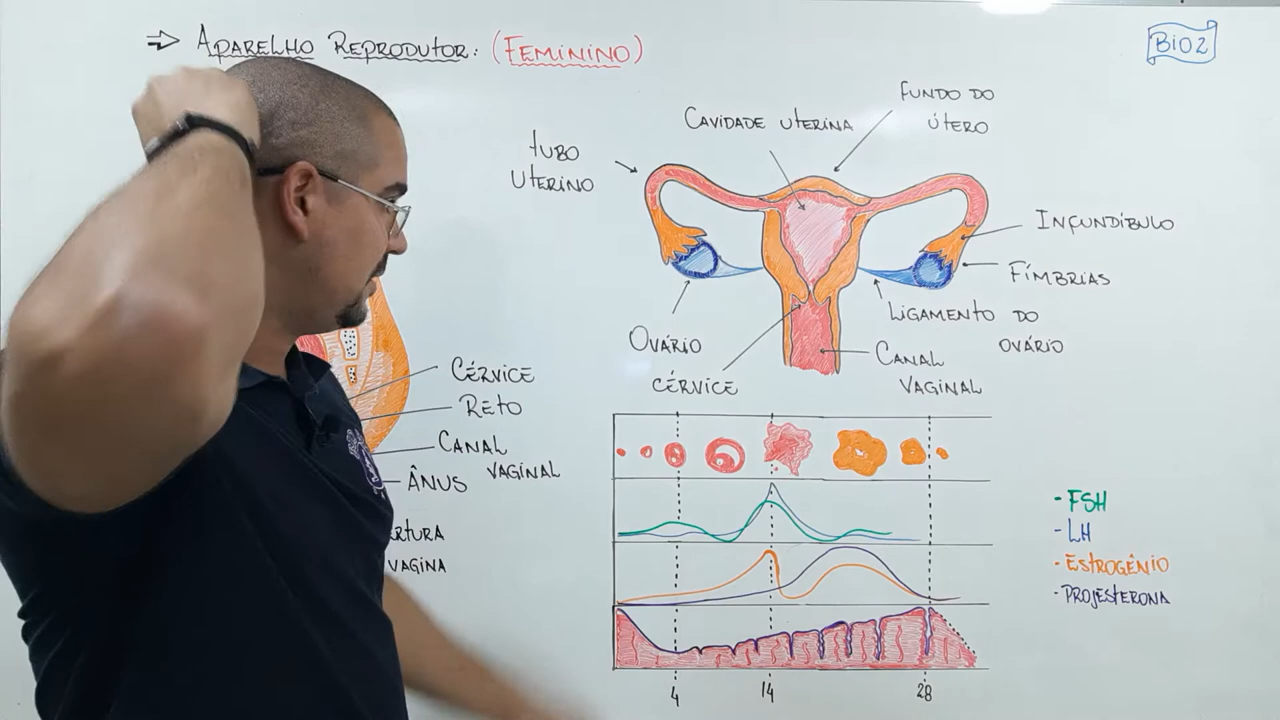 ⇒ APARELHO REPRODUTOR: (FEMININO)
BIO2
FUNDO DO
ÚTERO
CAVIDADE UTERINA
TUBO
UTERINO
INFUNDÍBULO
FÍMBRIAS
LIGAMENTO DO
OVÁRIO
OVÁRIO
CÉRVICE
CANAL
VAGINAL
CÉRVICE
RETO
CANAL
VAGINAL
ÂNUS
VAGINA
- FSH
- LH
- ESTROGÊNIO
- PROJESTERONA
4 14 28